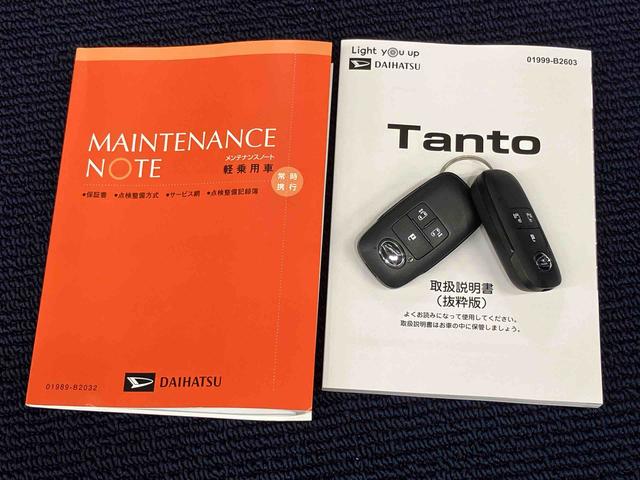 MAINTENANCE
NOTE
メンテナンスノート
軽乗用車
常時
携行
●保証書 ●点検整備方式 ●サービス網 ●点検整備記録簿
01989-B2032
DAIHATSU
Light you up
DAIHATSU
01999-B2603
Tanto
取扱説明書
(抜粋版)
よくお読みになって使用してください。
取扱説明書はお車の中に保管しましょう。